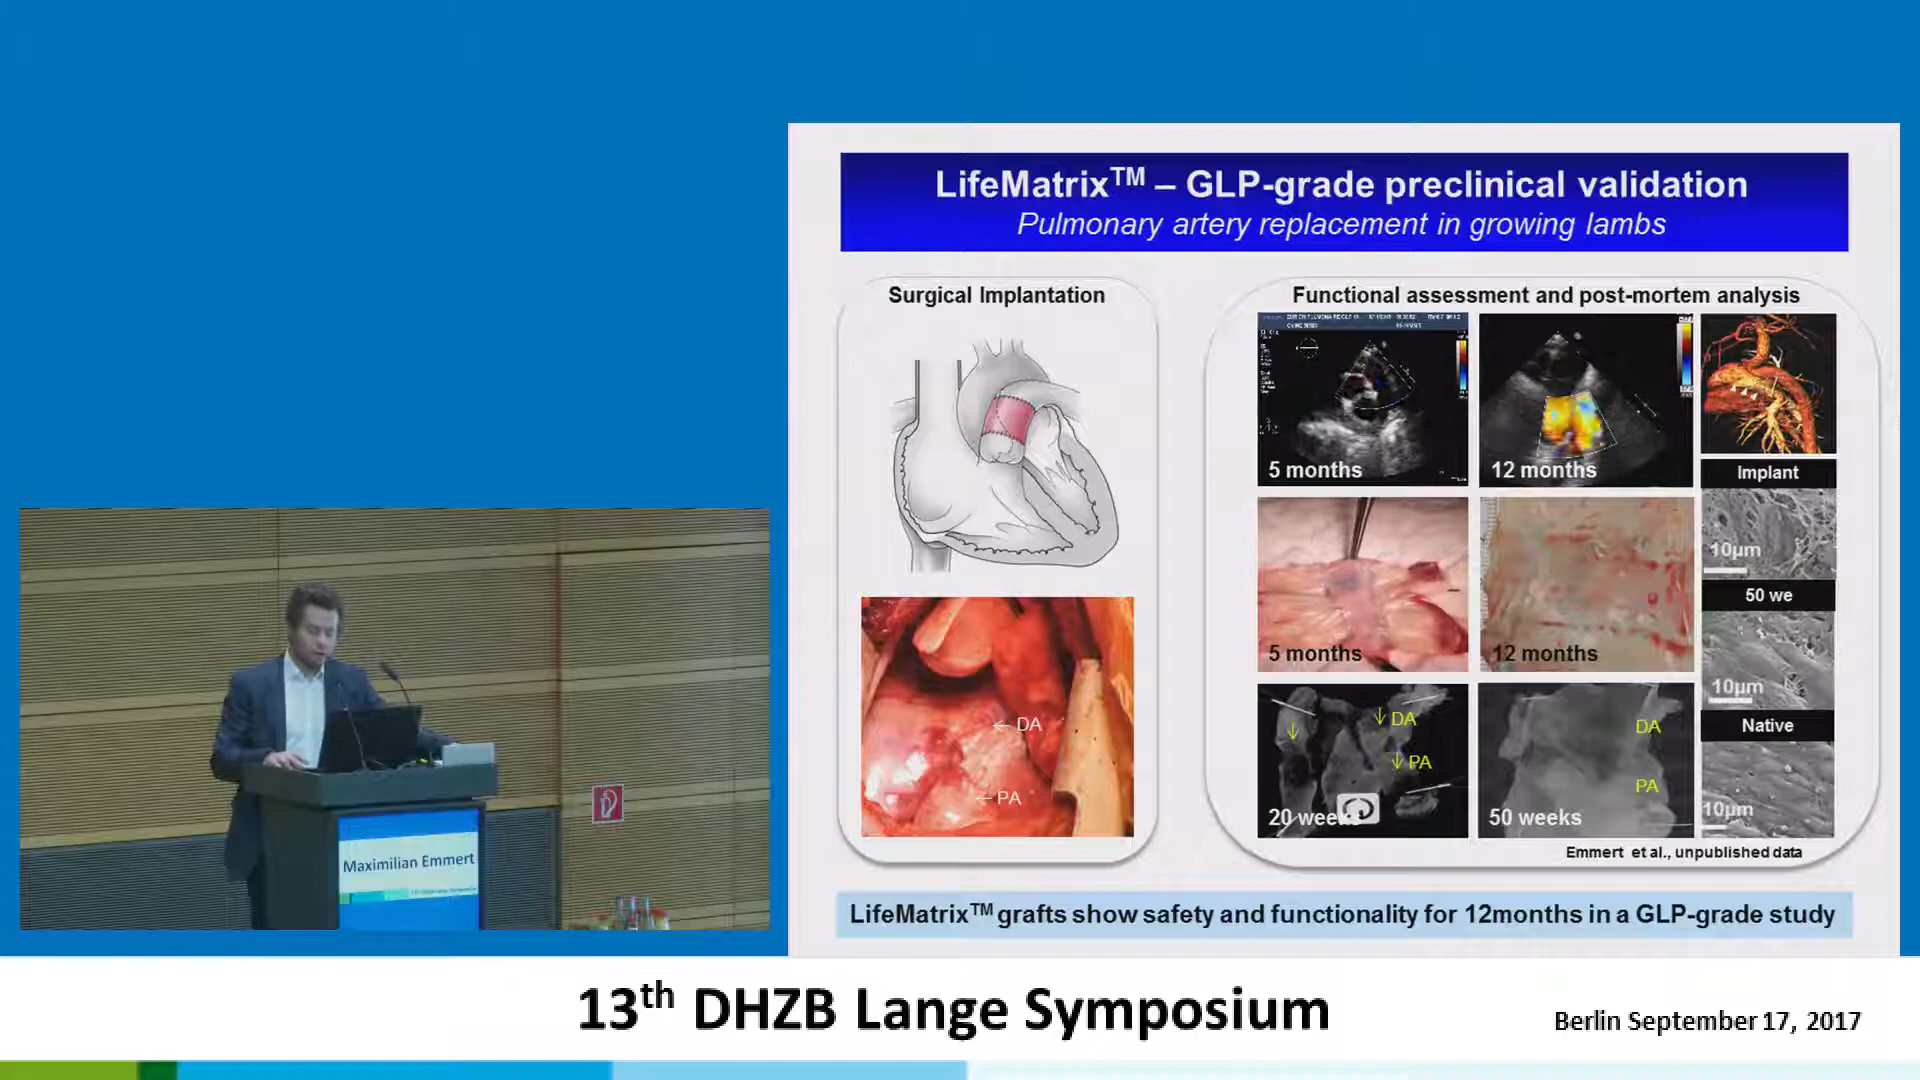 LifeMatrix™ – GLP-grade preclinical validation
Pulmonary artery replacement in growing lambs
Surgical Implantation
← DA
← PA
Functional assessment and post-mortem analysis
5 months
12 months
Implant
10µm
5 months
12 months
50 we
10µm
↓
↓ DA
↓ PA
20 wee
DA
PA
50 weeks
Native
10µm
Emmert et al., unpublished data
LifeMatrix™ grafts show safety and functionality for 12months in a GLP-grade study
Maximilian Emmert
13th DHZB Lange Symposium
Berlin September 17, 2017